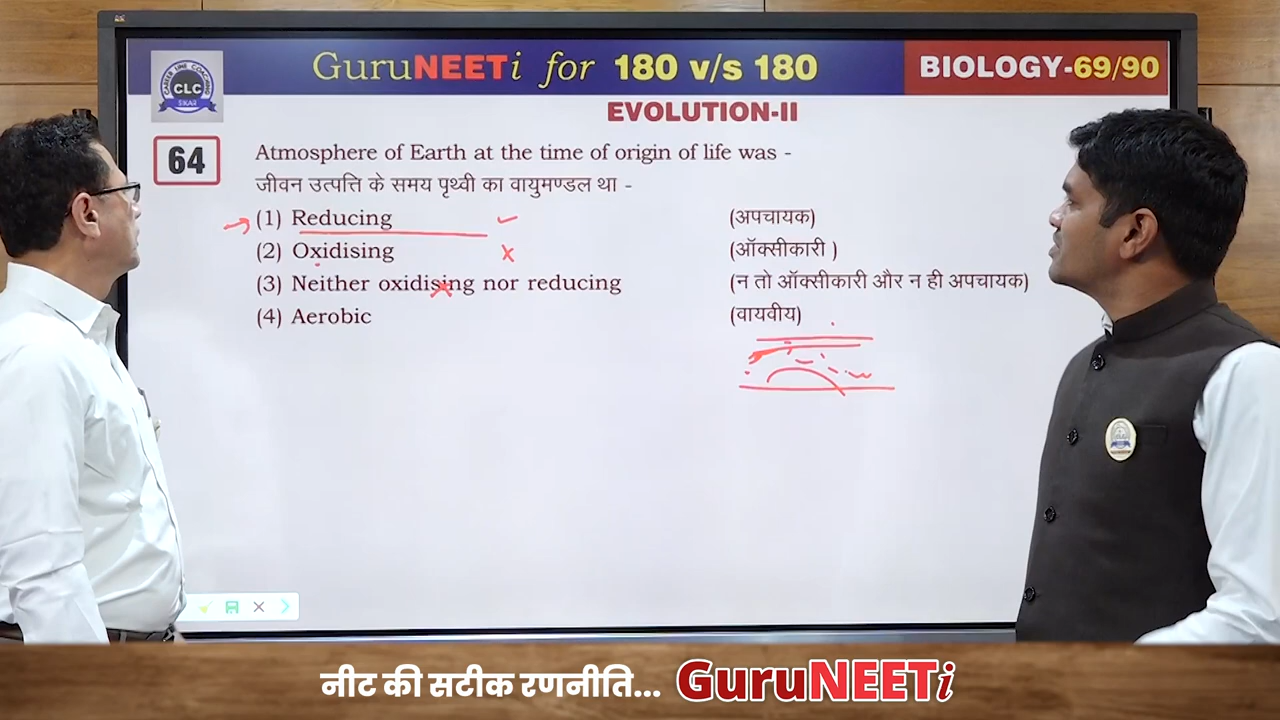 GuruNEETi for 180 v/s 180
BIOLOGY-69/90
CLC
SIKAR
EVOLUTION-II
64
Atmosphere of Earth at the time of origin of life was -
जीवन उत्पत्ति के समय पृथ्वी का वायुमण्डल था -
(1) Reducing (अपचायक)
(2) Oxidising (ऑक्सीकारी )
(3) Neither oxidising nor reducing (न तो ऑक्सीकारी और न ही अपचायक)
(4) Aerobic (वायवीय)
नीट की सटीक रणनीति... GuruNEETi